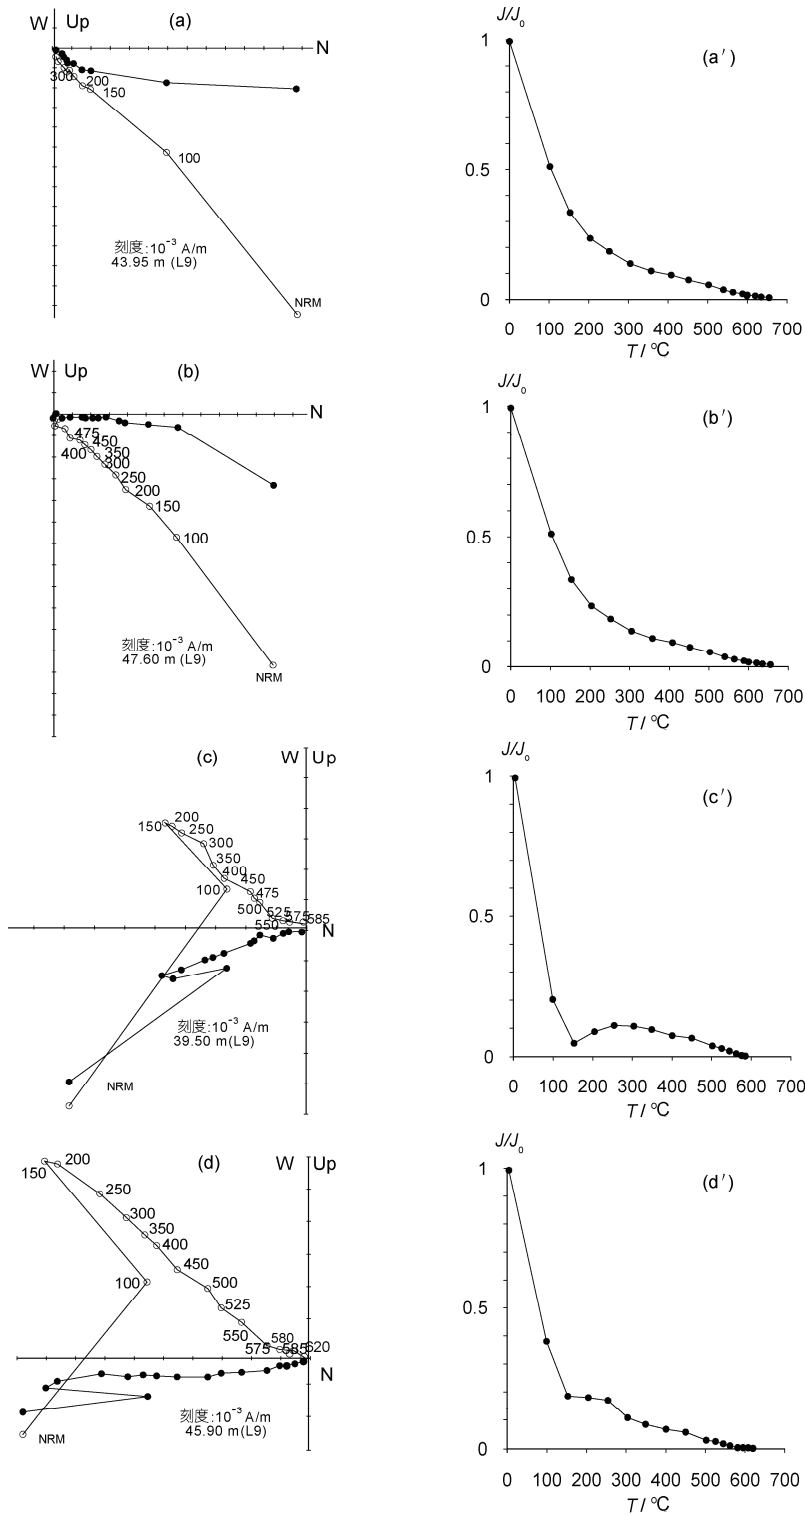 W Up (a)
N
300 200
150
100
刻度:10⁻³ A/m
43.95 m (L9)
NRM
J/J₀
(a′)
1
0.5
0
0 100 200 300 400 500 600 700
T / °C
W Up (b)
N
475
400 450
350
300
250
200
150
100
刻度:10⁻³ A/m
47.60 m (L9)
NRM
J/J₀
(b′)
1
0.5
0
0 100 200 300 400 500 600 700
T / °C
(c) W Up
200
150 250
300
350
400
450
100 475
500 525 575 585
550
N
刻度:10⁻³ A/m
39.50 m(L9)
NRM
J/J₀
(c′)
1
0.5
0
0 100 200 300 400 500 600 700
T / °C
(d) W Up
200
150
250
300
350
400
450
100 500
525
550 580
575 585 620
N
刻度:10⁻³ A/m
45.90 m(L9)
NRM
J/J₀
(d′)
1
0.5
0
0 100 200 300 400 500 600 700
T / °C